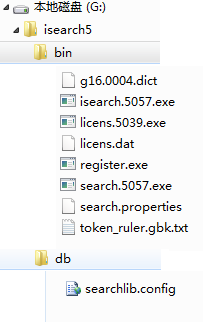 本地磁盘 (G:)
isearch5
bin
g16.0004.dict
isearch.5057.exe
licens.5039.exe
licens.dat
register.exe
search.5057.exe
search.properties
token_ruler.gbk.txt
db
searchlib.config